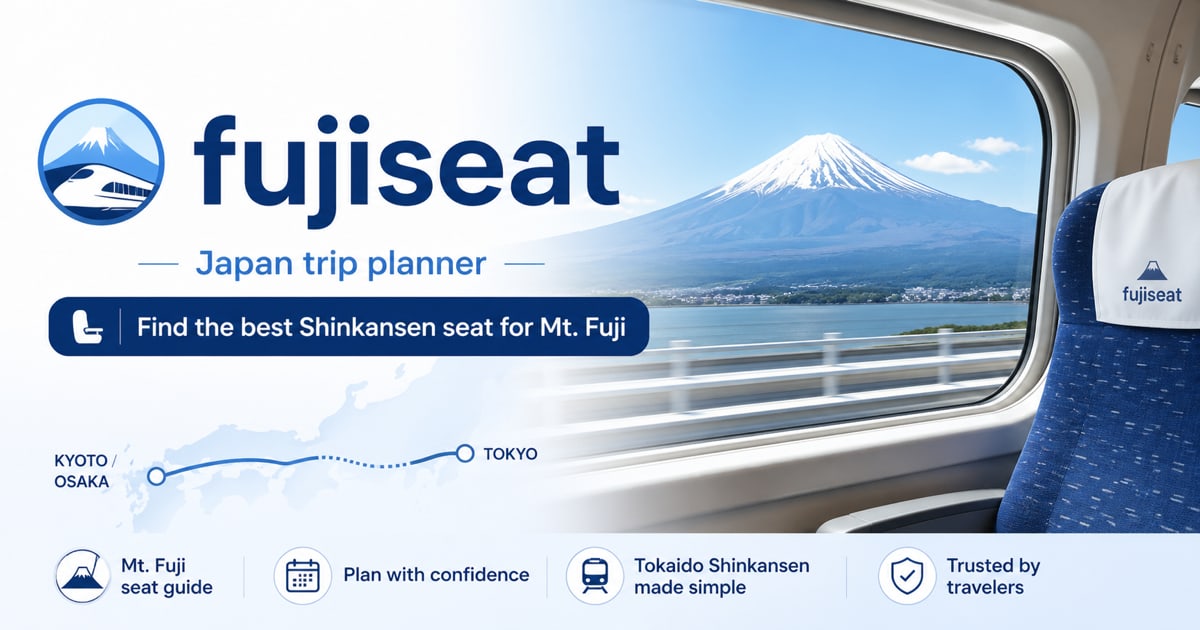 fujiseat
Japan trip planner
Find the best Shinkansen seat for Mt. Fuji
fujiseat
KYOTO /
OSAKA
TOKYO
Mt. Fuji
seat guide
Plan with confidence
Tokaido Shinkansen
made simple
Trusted by
travelers